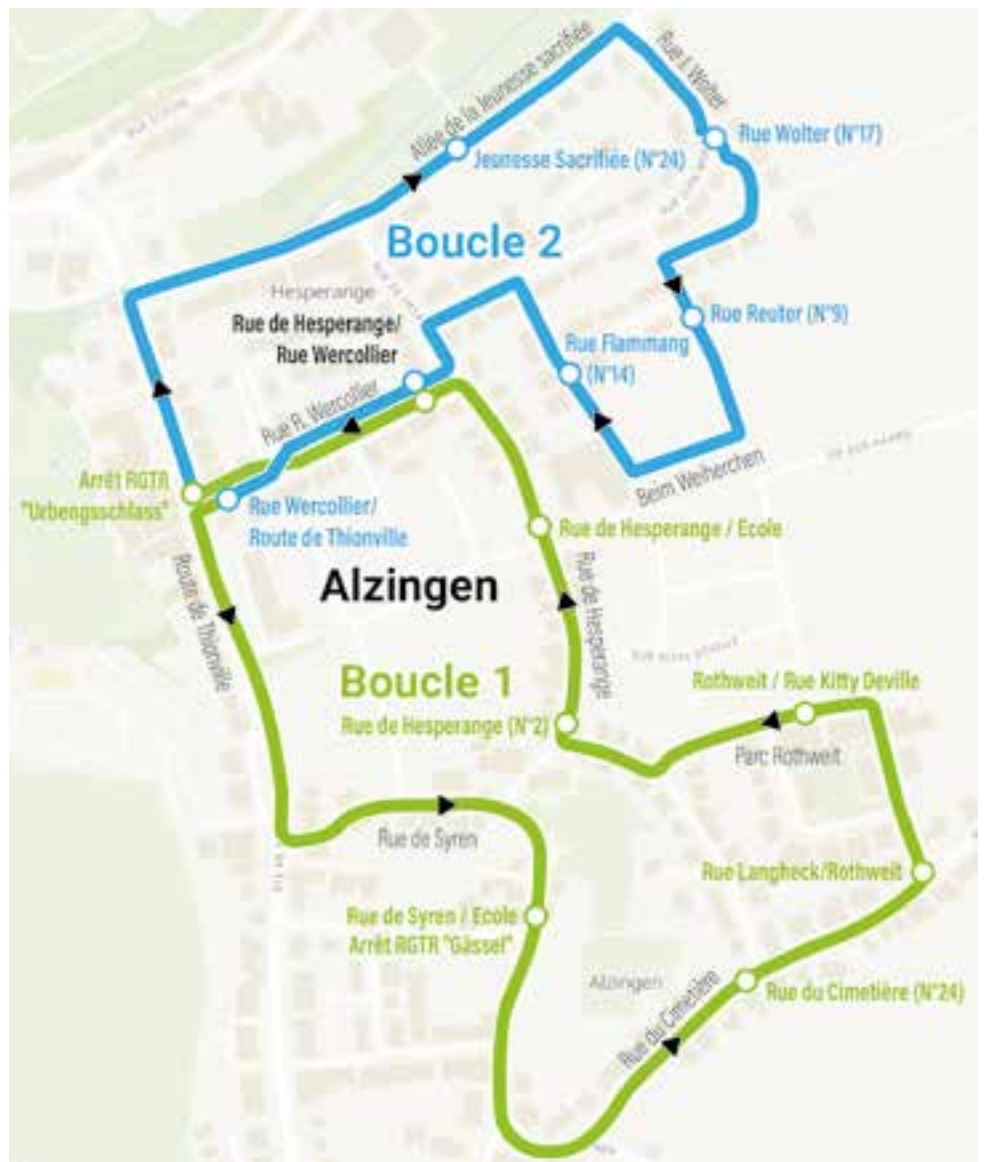 Allée de la Jeunesse sacrifiée
Rue J. Wolter
Rue Wolter (N°17)
Jeunesse Sacrifiée (N°24)
Boucle 2
Hesperange
Rue de Hesperange/
Rue Wercollier
Rue Reuter (N°9)
Rue Flammang
(N°14)
Rue R. Wercollier
Beim Weiherchen
Arrêt RGTR
"Urbengsschlass"
Rue Wercollier/
Route de Thionville
Rue de Hesperange / Ecole
Route de Thionville
Alzingen
Rue de Hesperange
Boucle 1
Rothweit / Rue Kitty Deville
Rue de Hesperange (N°2)
Parc Rothweit
Rue de Syren
Rue Langheck/Rothweit
Rue de Syren / Ecole
Arrêt RGTR "Gässel"
Alzingen
Rue du Cimetière
Rue du Cimetière (N°24)